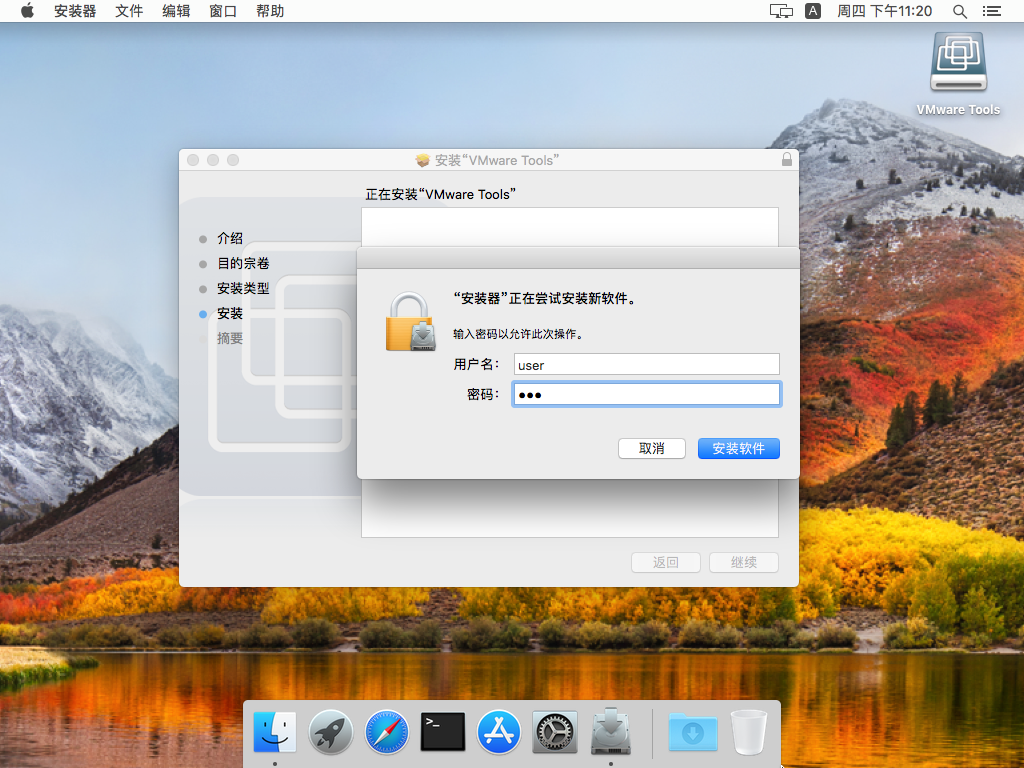 安装器 文件 编辑 窗口 帮助
A 周四 下午11:20
VMware Tools
安装“VMware Tools”
正在安装“VMware Tools”
介绍
目的宗卷
安装类型
安装
摘要
“安装器”正在尝试安装新软件。
输入密码以允许此次操作。
用户名： user
密码： •••
取消 安装软件
返回 继续
>_